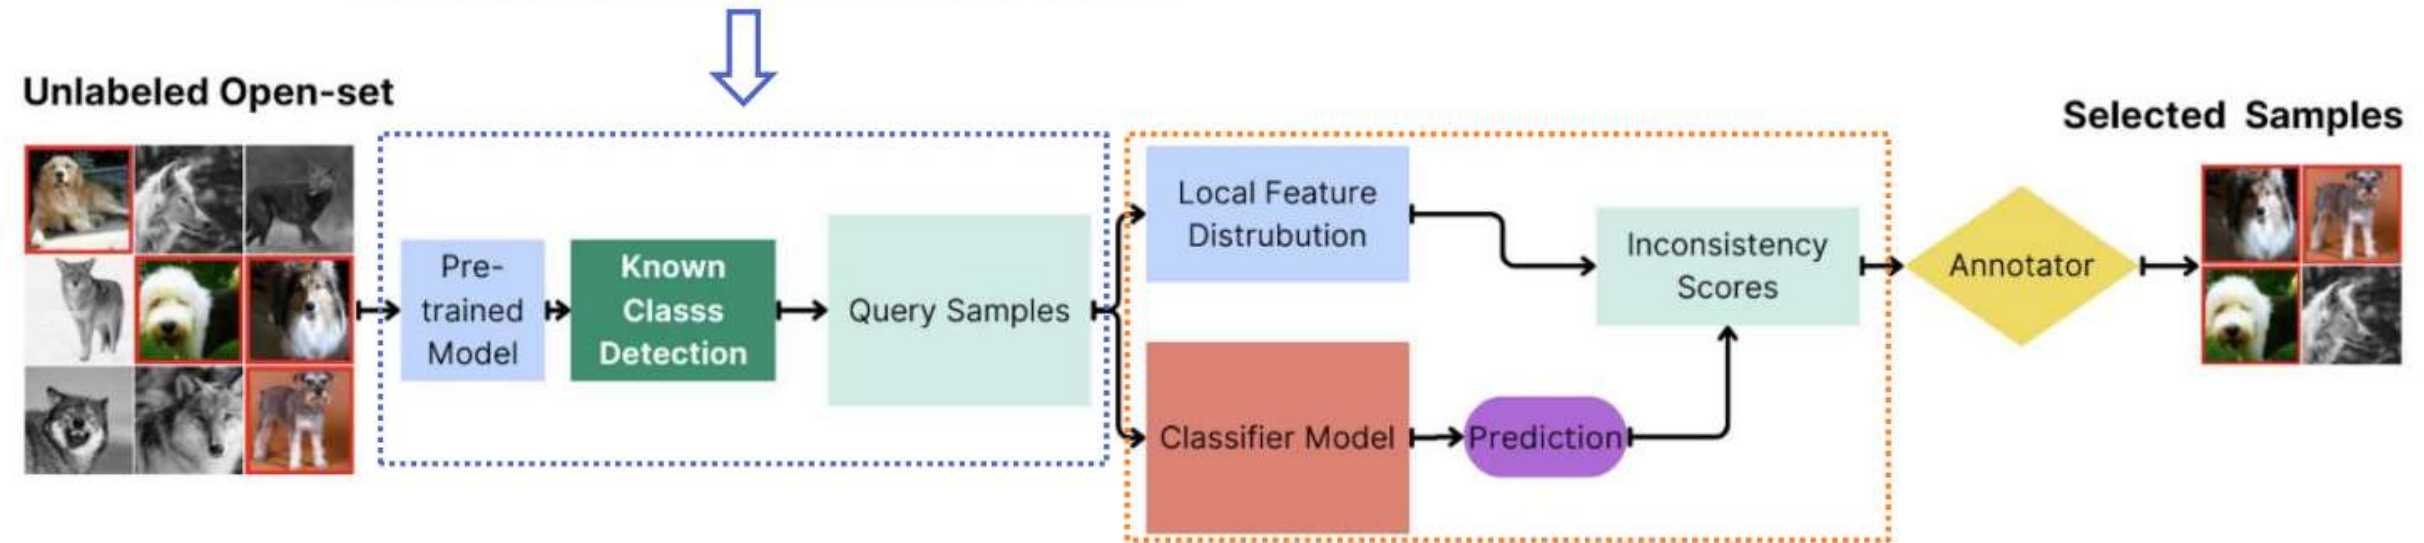 Unlabeled Open-set
Selected Samples
Pre-
trained
Model
Known
Classs
Detection
Query Samples
Local Feature
Distrubution
Classifier Model
Prediction
Inconsistency
Scores
Annotator